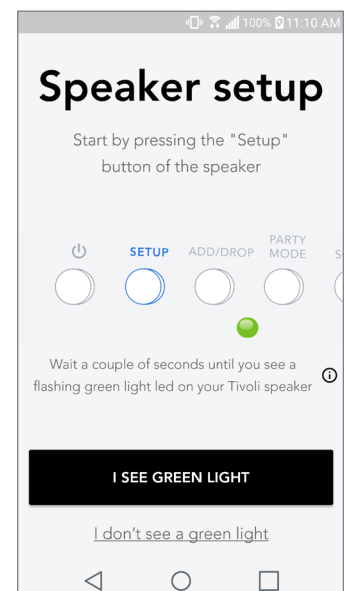 100% 11:10 AM
Speaker setup
Start by pressing the "Setup"
button of the speaker
PARTY
SETUP ADD/DROP MODE S
Wait a couple of seconds until you see a
flashing green light led on your Tivoli speaker
I SEE GREEN LIGHT
I don't see a green light